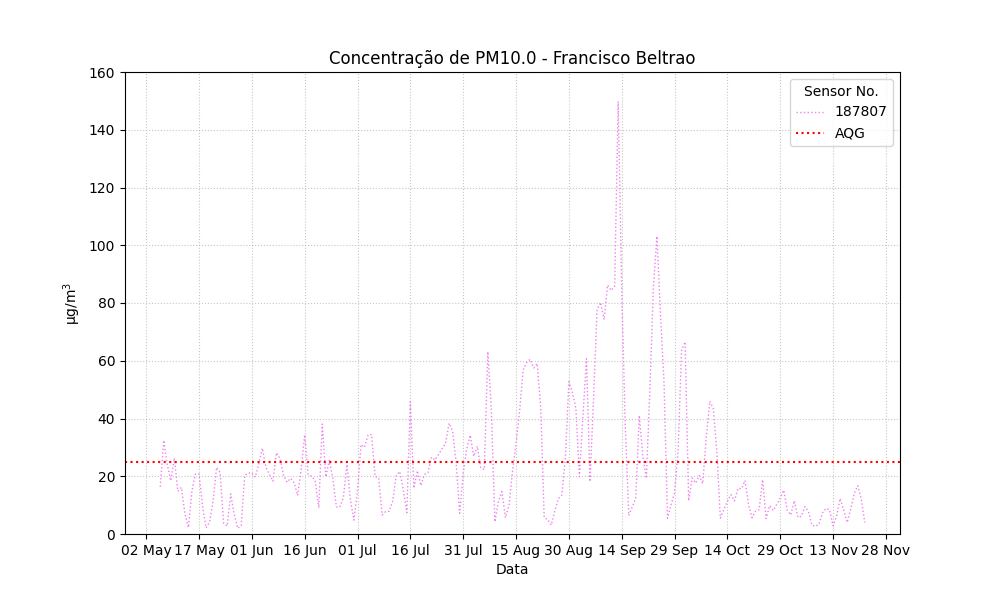 Concentração de PM10.0 - Francisco Beltrao
Sensor No.
187807
AQG
160
140
120
100
80
60
40
20
0
µg/m³
02 May 17 May 01 Jun 16 Jun 01 Jul 16 Jul 31 Jul 15 Aug 30 Aug 14 Sep 29 Sep 14 Oct 29 Oct 13 Nov 28 Nov
Data